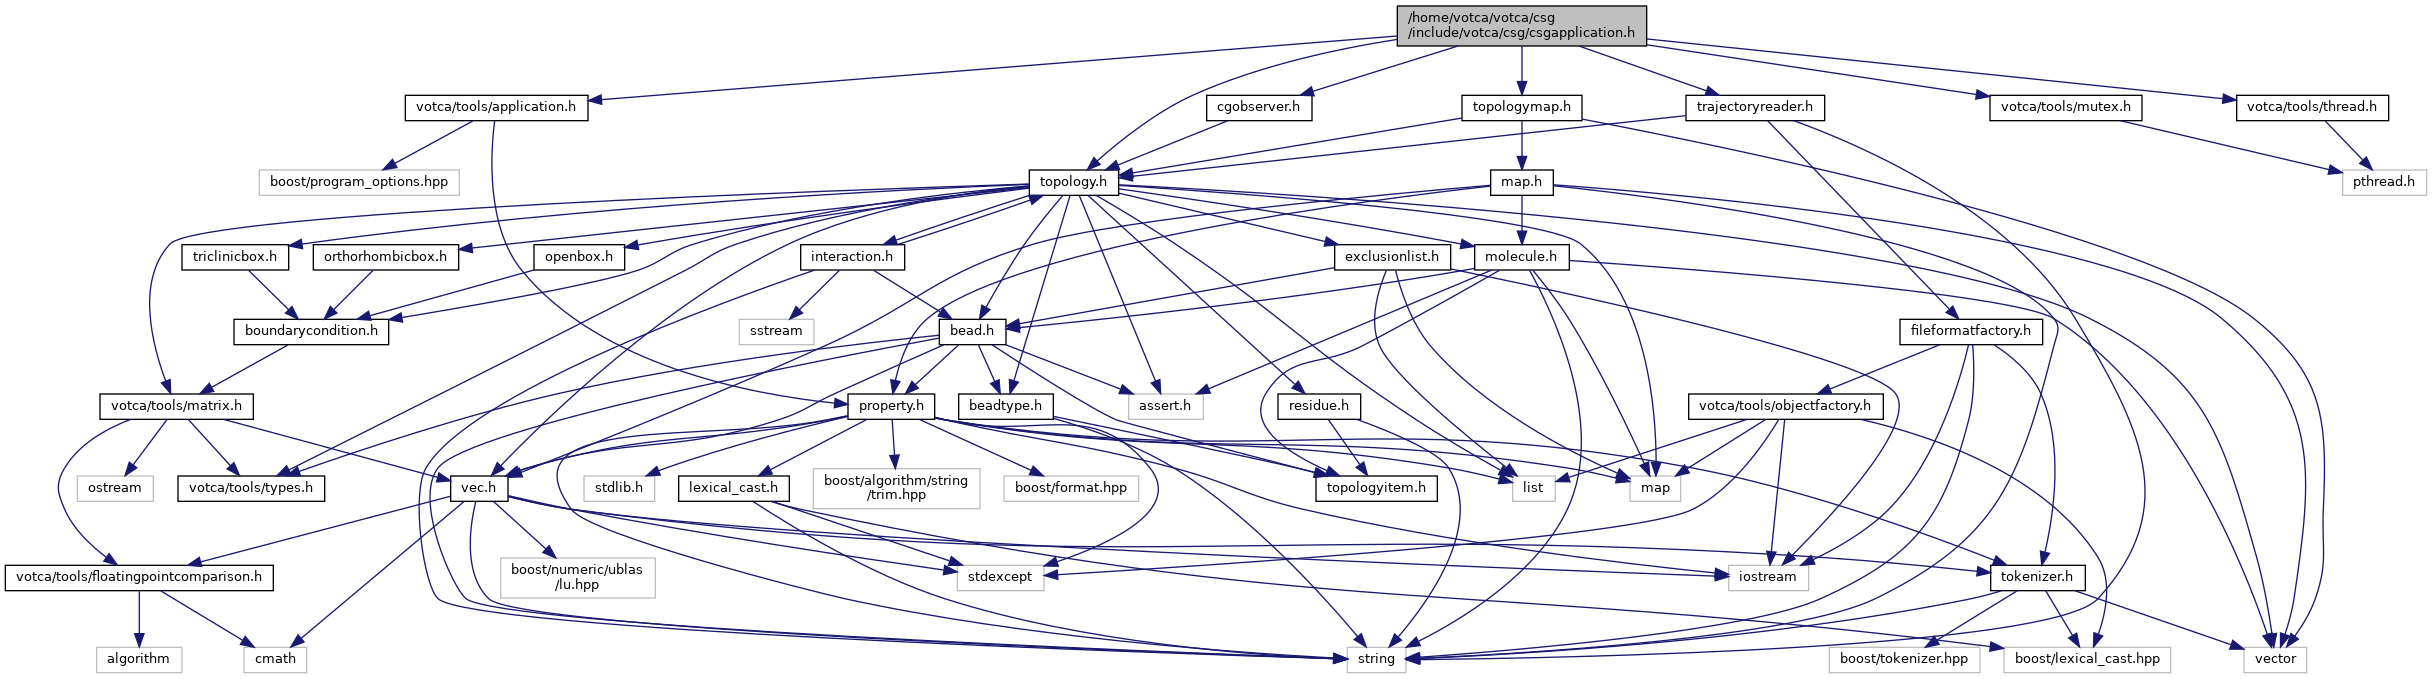 /home/votca/votca/csg
/include/votca/csg/csgapplication.h
votca/tools/application.h
cgobserver.h
topologymap.h
trajectoryreader.h
votca/tools/mutex.h
votca/tools/thread.h
boost/program_options.hpp
topology.h
map.h
pthread.h
triclinicbox.h
orthorhombicbox.h
openbox.h
interaction.h
exclusionlist.h
molecule.h
boundarycondition.h
sstream
bead.h
fileformatfactory.h
votca/tools/matrix.h
property.h
beadtype.h
assert.h
residue.h
votca/tools/objectfactory.h
ostream
votca/tools/types.h
vec.h
stdlib.h
lexical_cast.h
boost/algorithm/string
/trim.hpp
boost/format.hpp
topologyitem.h
list
map
votca/tools/floatingpointcomparison.h
boost/numeric/ublas
/lu.hpp
stdexcept
iostream
tokenizer.h
algorithm
cmath
string
boost/tokenizer.hpp
boost/lexical_cast.hpp
vector